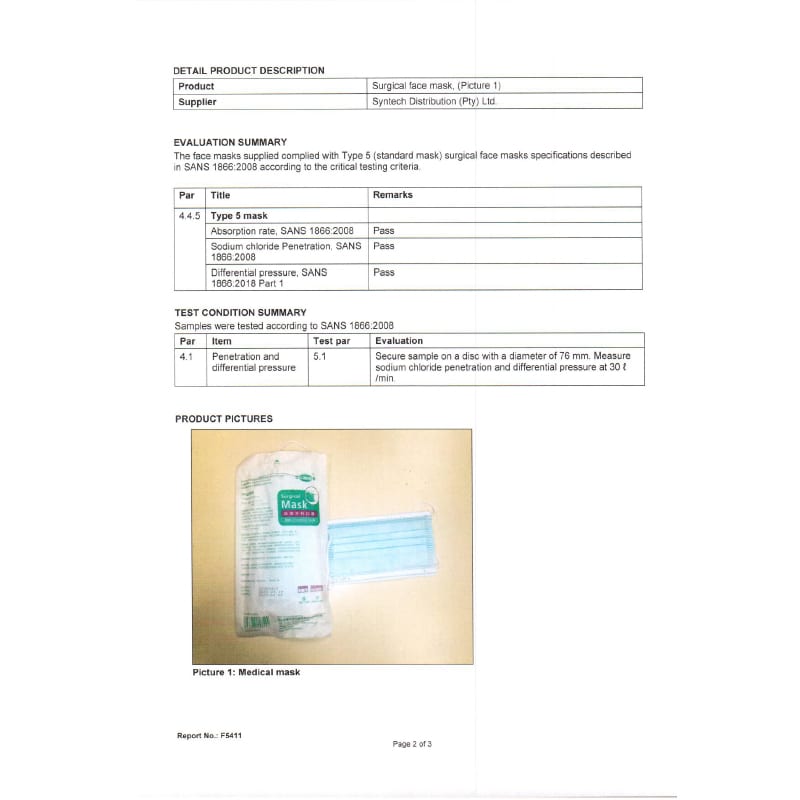 DETAIL PRODUCT DESCRIPTION
Product Surgical face mask, (Picture 1)
Supplier Syntech Distribution (Pty) Ltd.
EVALUATION SUMMARY
The face masks supplied complied with Type 5 (standard mask) surgical face masks specifications described
in SANS 1866:2008 according to the critical testing criteria.
Par Title Remarks
4.4.5 Type 5 mask
Absorption rate, SANS 1866:2008 Pass
Sodium chloride Penetration, SANS Pass
1866:2008
Differential pressure, SANS Pass
1866:2018 Part 1
TEST CONDITION SUMMARY
Samples were tested according to SANS 1866:2008
Par Item Test par Evaluation
4.1 Penetration and 5.1 Secure sample on a disc with a diameter of 76 mm. Measure
differential pressure sodium chloride penetration and differential pressure at 30 ℓ
/min.
PRODUCT PICTURES
Surgical
Mask
Picture 1: Medical mask
Report No.: F5411
Page 2 of 3